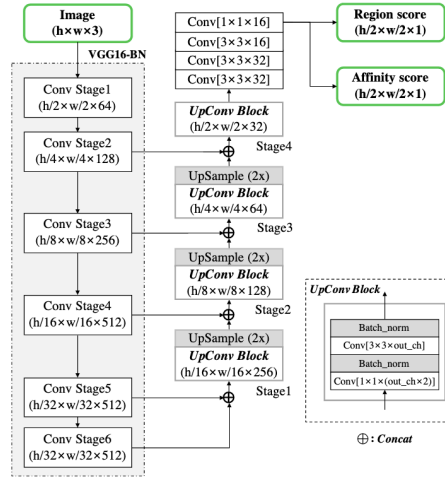 Image
(h×w×3)
VGG16-BN
Conv Stage1
(h/2×w/2×64)
Conv Stage2
(h/4×w/4×128)
Conv Stage3
(h/8×w/8×256)
Conv Stage4
(h/16×w/16×512)
Conv Stage5
(h/32×w/32×512)
Conv Stage6
(h/32×w/32×512)
Conv[1×1×16]
Conv[3×3×16]
Conv[3×3×32]
Conv[3×3×32]
UpConv Block
(h/2×w/2×32)
Stage4
UpSample (2x)
UpConv Block
(h/4×w/4×64)
Stage3
UpSample (2x)
UpConv Block
(h/8×w/8×128)
Stage2
UpSample (2x)
UpConv Block
(h/16×w/16×256)
Stage1
Region score
(h/2×w/2×1)
Affinity score
(h/2×w/2×1)
UpConv Block
Batch_norm
Conv[3×3×out_ch]
Batch_norm
Conv[1×1×(out_ch×2)]
⊕: Concat